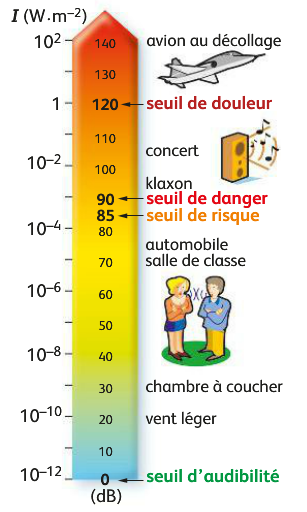 I (W·m⁻²)
10² 140 avion au décollage
130
1 120 seuil de douleur
110
concert
10⁻² 100
klaxon
90 seuil de danger
85 seuil de risque
10⁻⁴ 80
automobile
70 salle de classe
10⁻⁶ 60
50
10⁻⁸ 40
30 chambre à coucher
10⁻¹⁰ 20 vent léger
10
10⁻¹² 0 seuil d'audibilité
(dB)